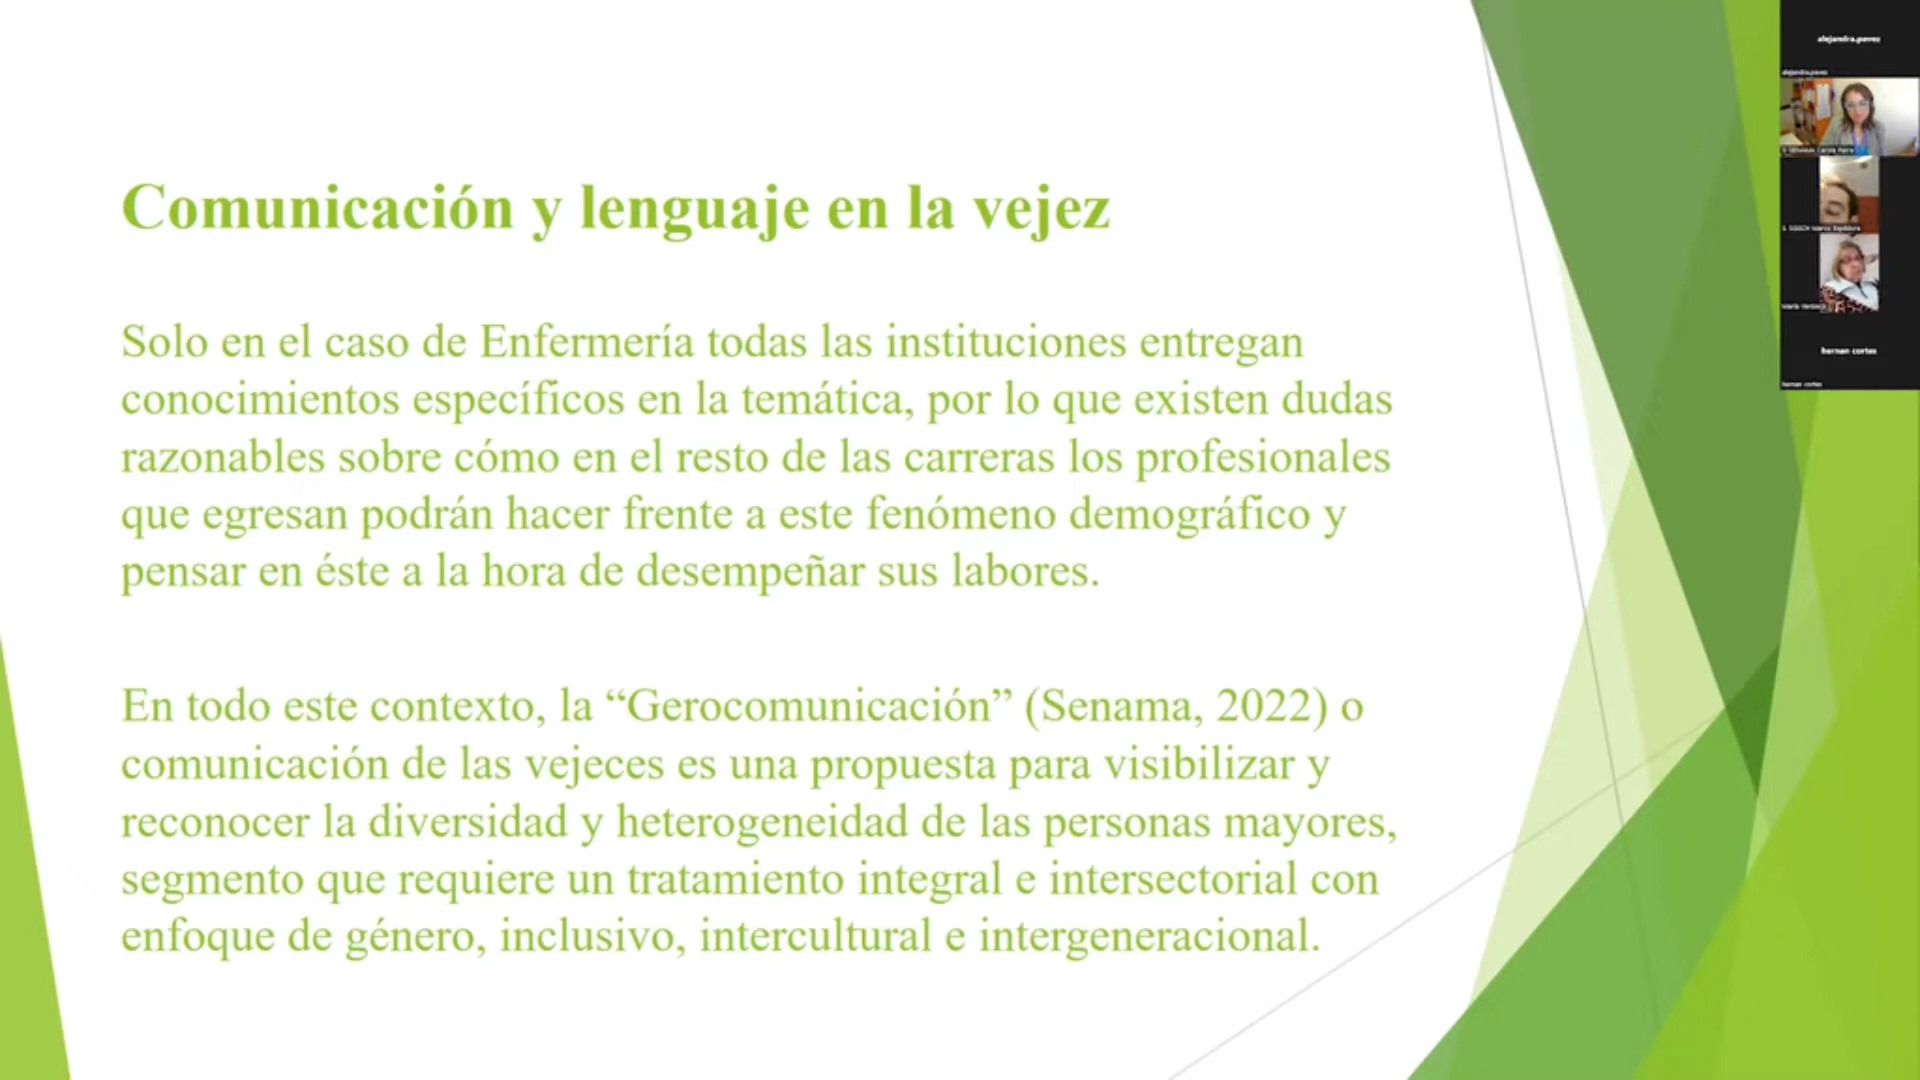 Comunicación y lenguaje en la vejez
Solo en el caso de Enfermería todas las instituciones entregan
conocimientos específicos en la temática, por lo que existen dudas
razonables sobre cómo en el resto de las carreras los profesionales
que egresan podrán hacer frente a este fenómeno demográfico y
pensar en éste a la hora de desempeñar sus labores.
En todo este contexto, la “Gerocomunicación” (Senama, 2022) o
comunicación de las vejeces es una propuesta para visibilizar y
reconocer la diversidad y heterogeneidad de las personas mayores,
segmento que requiere un tratamiento integral e intersectorial con
enfoque de género, inclusivo, intercultural e intergeneracional.
hernan cortes
hernan cortes